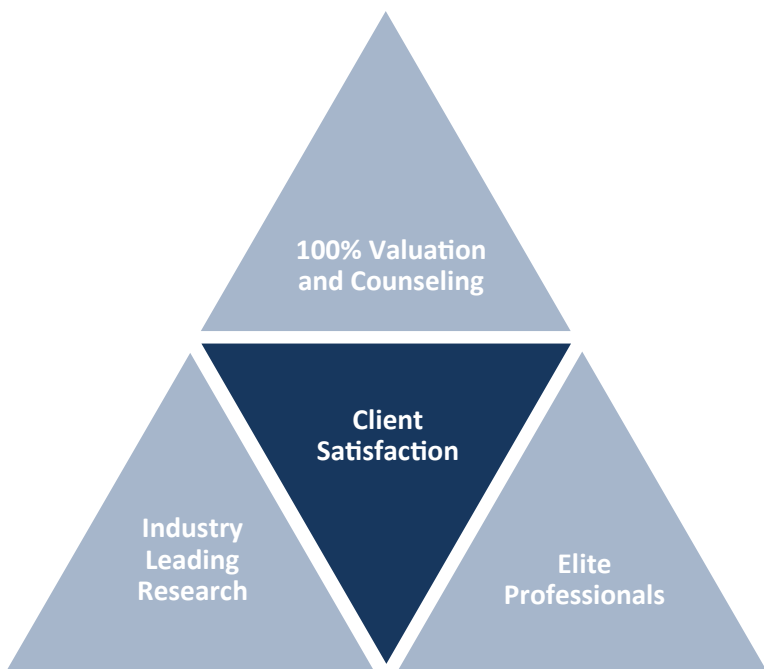 100% Valuation
and Counseling
Client
Satisfaction
Industry
Leading
Research
Elite
Professionals